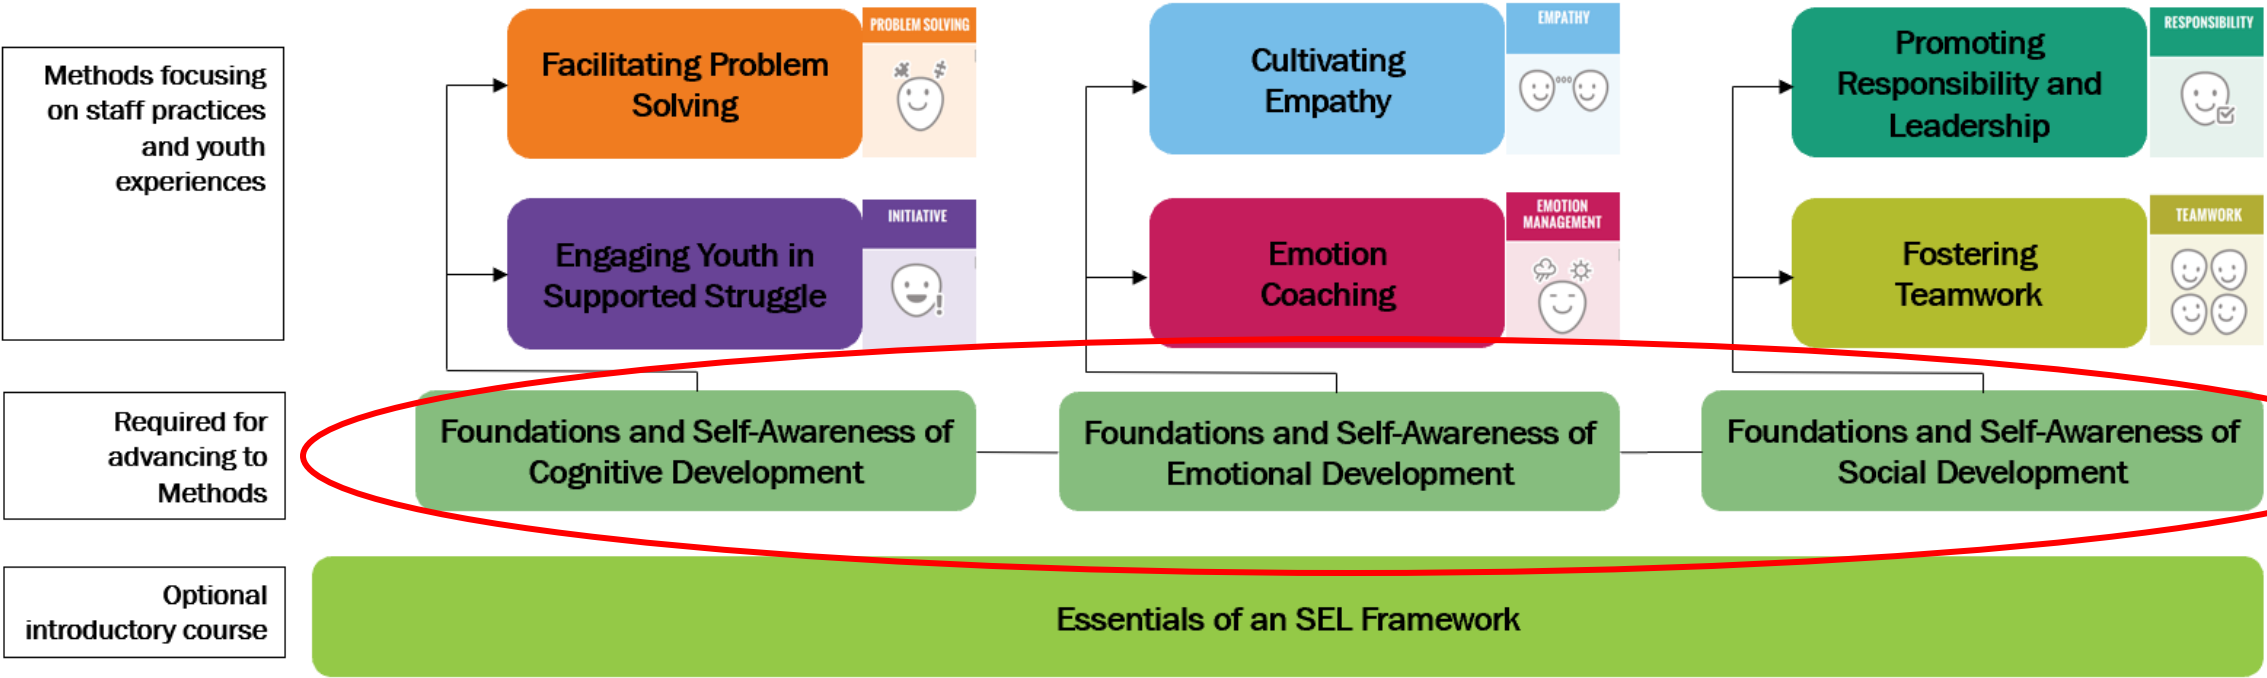 Methods focusing
on staff practices
and youth
experiences
Facilitating Problem
Solving
PROBLEM SOLVING
Cultivating
Empathy
EMPATHY
Promoting
Responsibility and
Leadership
RESPONSIBILITY
Engaging Youth in
Supported Struggle
INITIATIVE
Emotion
Coaching
EMOTION
MANAGEMENT
Fostering
Teamwork
TEAMWORK
Required for
advancing to
Methods
Foundations and Self-Awareness of
Cognitive Development
Foundations and Self-Awareness of
Emotional Development
Foundations and Self-Awareness of
Social Development
Optional
introductory course
Essentials of an SEL Framework